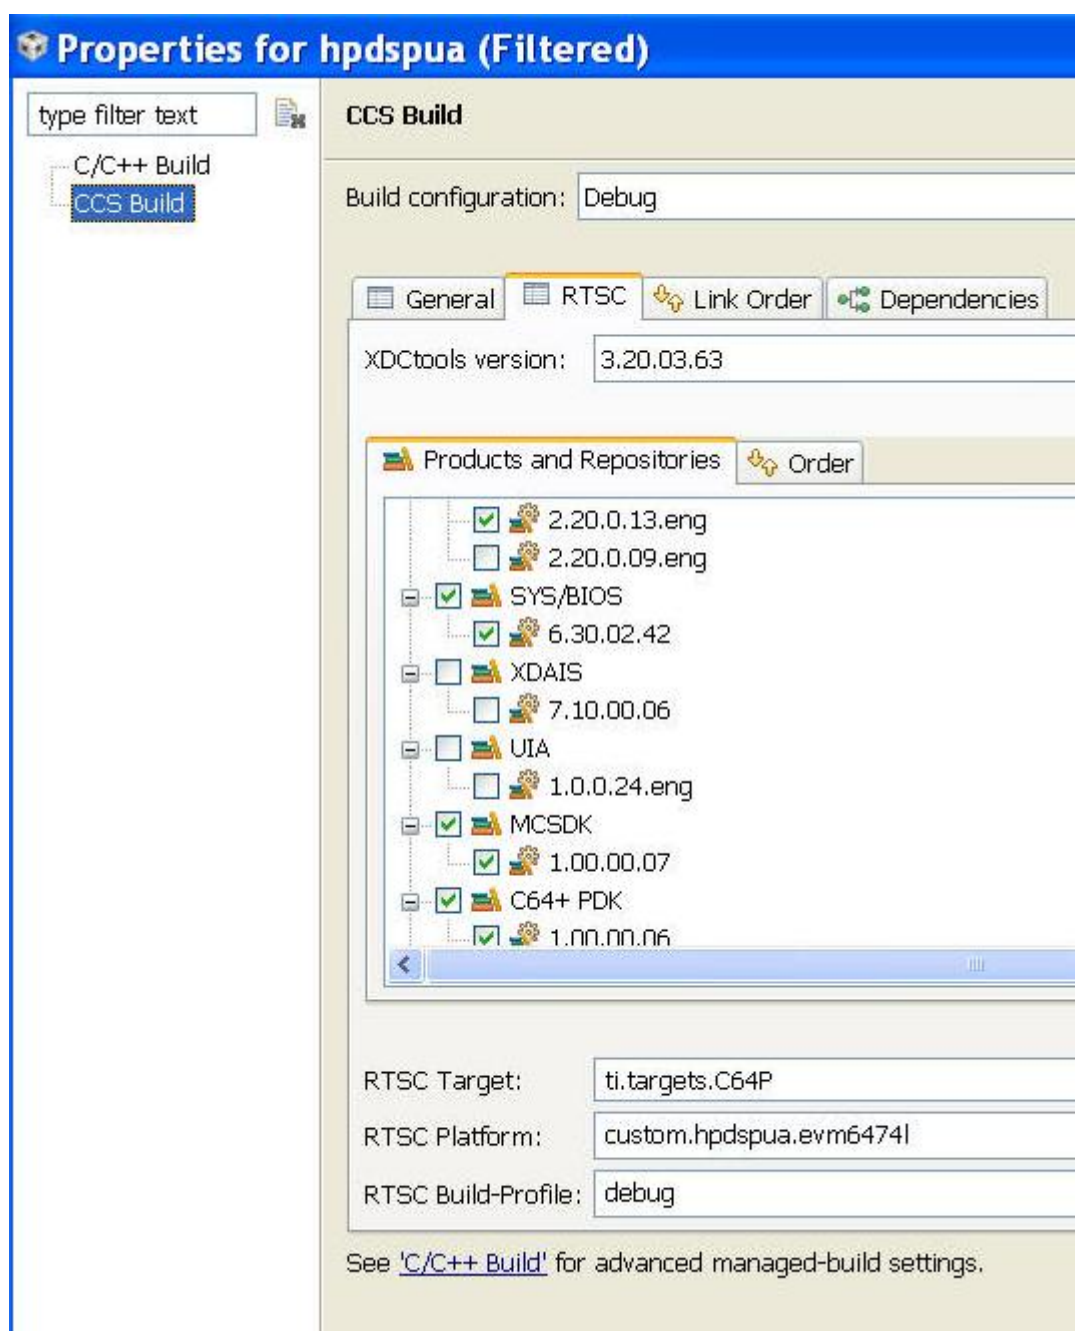 Properties for hpdspua (Filtered)
type filter text
C/C++ Build
CCS Build
CCS Build
Build configuration: Debug
General RTSC Link Order Dependencies
XDCtools version: 3.20.03.63
Products and Repositories Order
2.20.0.13.eng
2.20.0.09.eng
SYS/BIOS
6.30.02.42
XDAIS
7.10.00.06
UIA
1.0.0.24.eng
MCSDK
1.00.00.07
C64+ PDK
1.00.00.06
RTSC Target: ti.targets.C64P
RTSC Platform: custom.hpdspua.evm6474l
RTSC Build-Profile: debug
See 'C/C++ Build' for advanced managed-build settings.